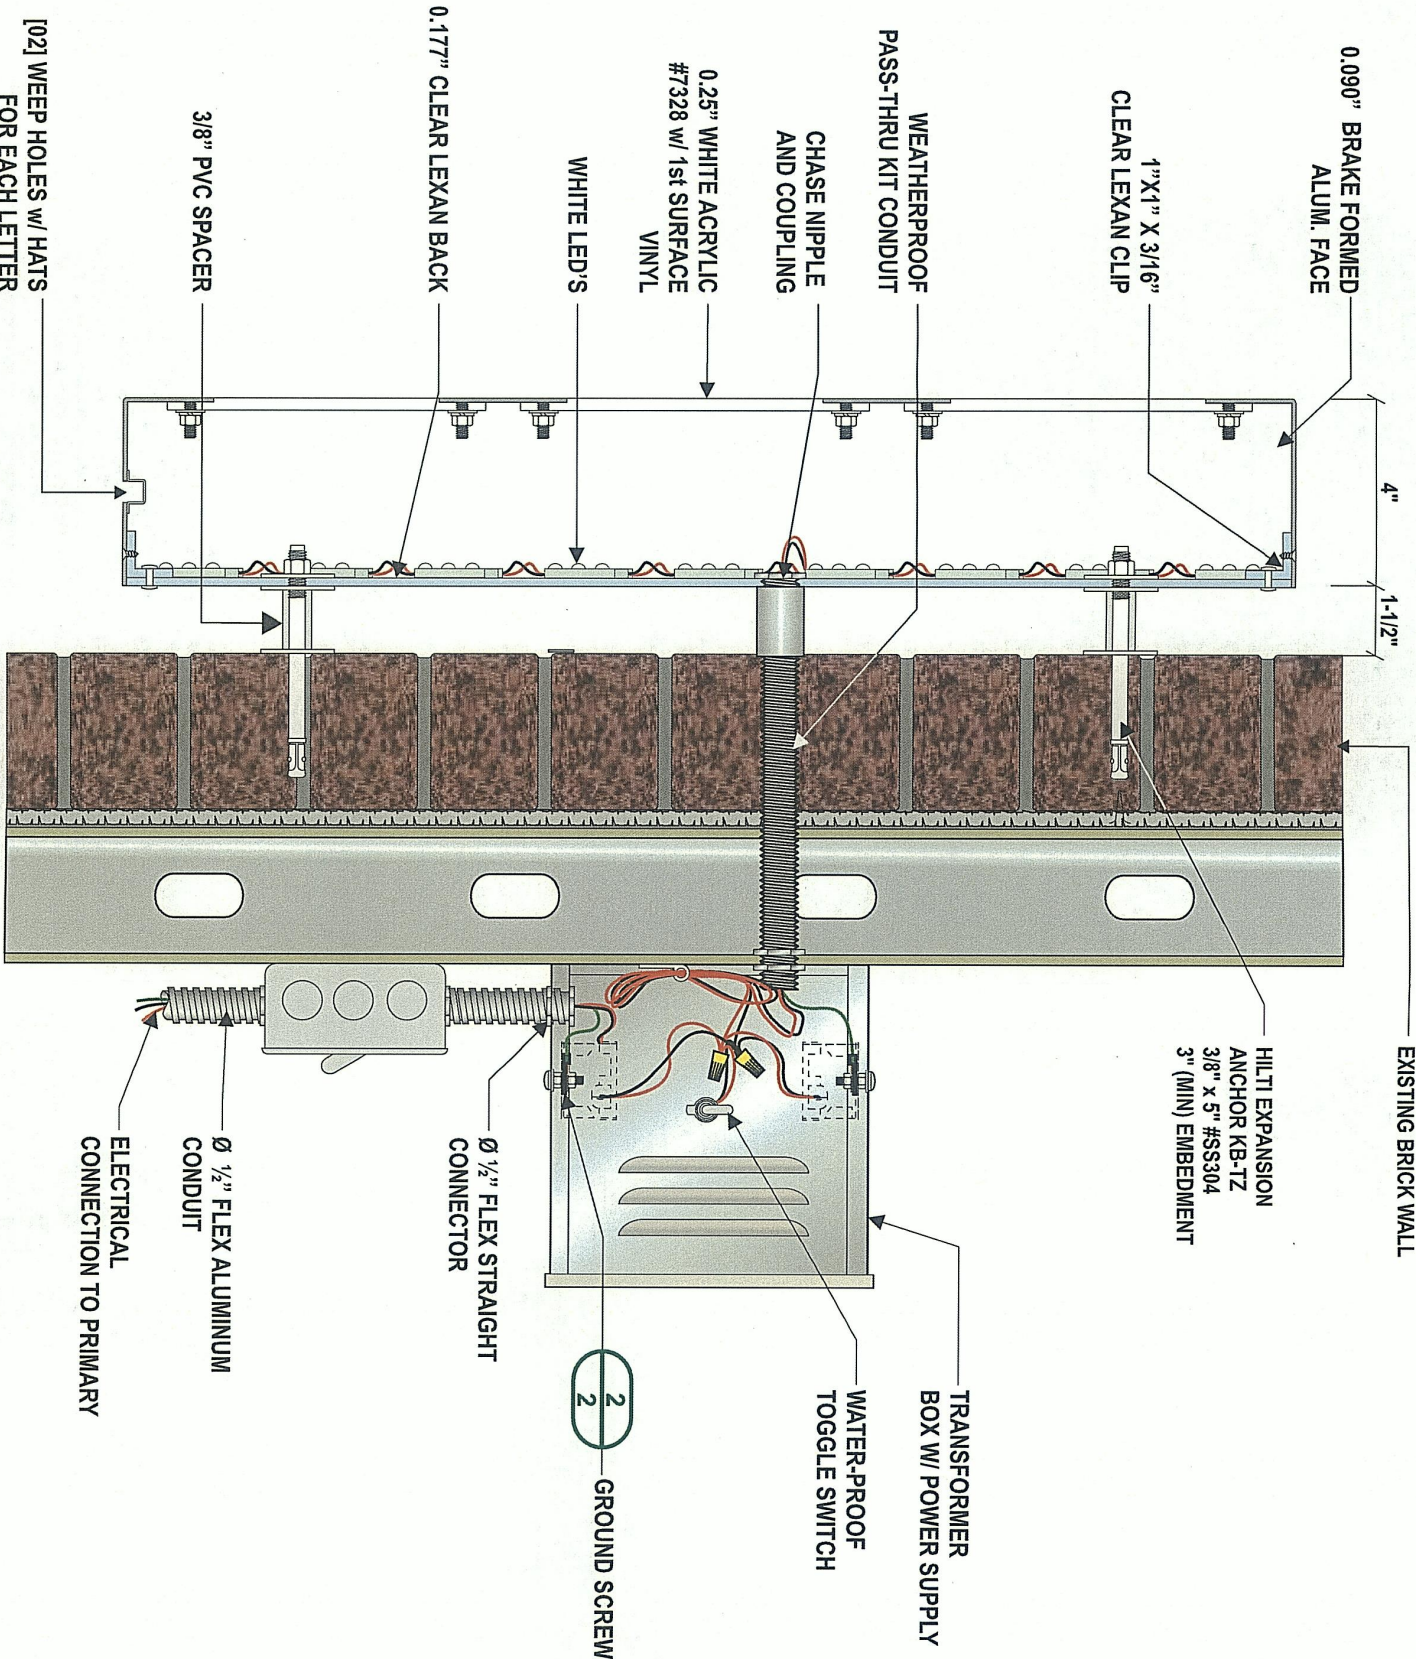 0.090" BRAKE FORMED
ALUM. FACE
1"X1" X 3/16"
CLEAR LEXAN CLIP
WEATHERPROOF
PASS-THRU KIT CONDUIT
CHASE NIPPLE
AND COUPLING
0.25" WHITE ACRYLIC
#7328 w/ 1st SURFACE
VINYL
WHITE LED'S
0.177" CLEAR LEXAN BACK
3/8" PVC SPACER
[02] WEEP HOLES w/ HATS
FOR EACH LETTER
4"
1-1/2"
EXISTING BRICK WALL
HILTI EXPANSION
ANCHOR KB-TZ
3/8" x 5" #SS304
3" (MIN) EMBEDMENT
TRANSFORMER
BOX W/ POWER SUPPLY
WATER-PROOF
TOGGLE SWITCH
2
2
GROUND SCREW
Ø ½" FLEX STRAIGHT
CONNECTOR
Ø ½" FLEX ALUMINUM
CONDUIT
ELECTRICAL
CONNECTION TO PRIMARY